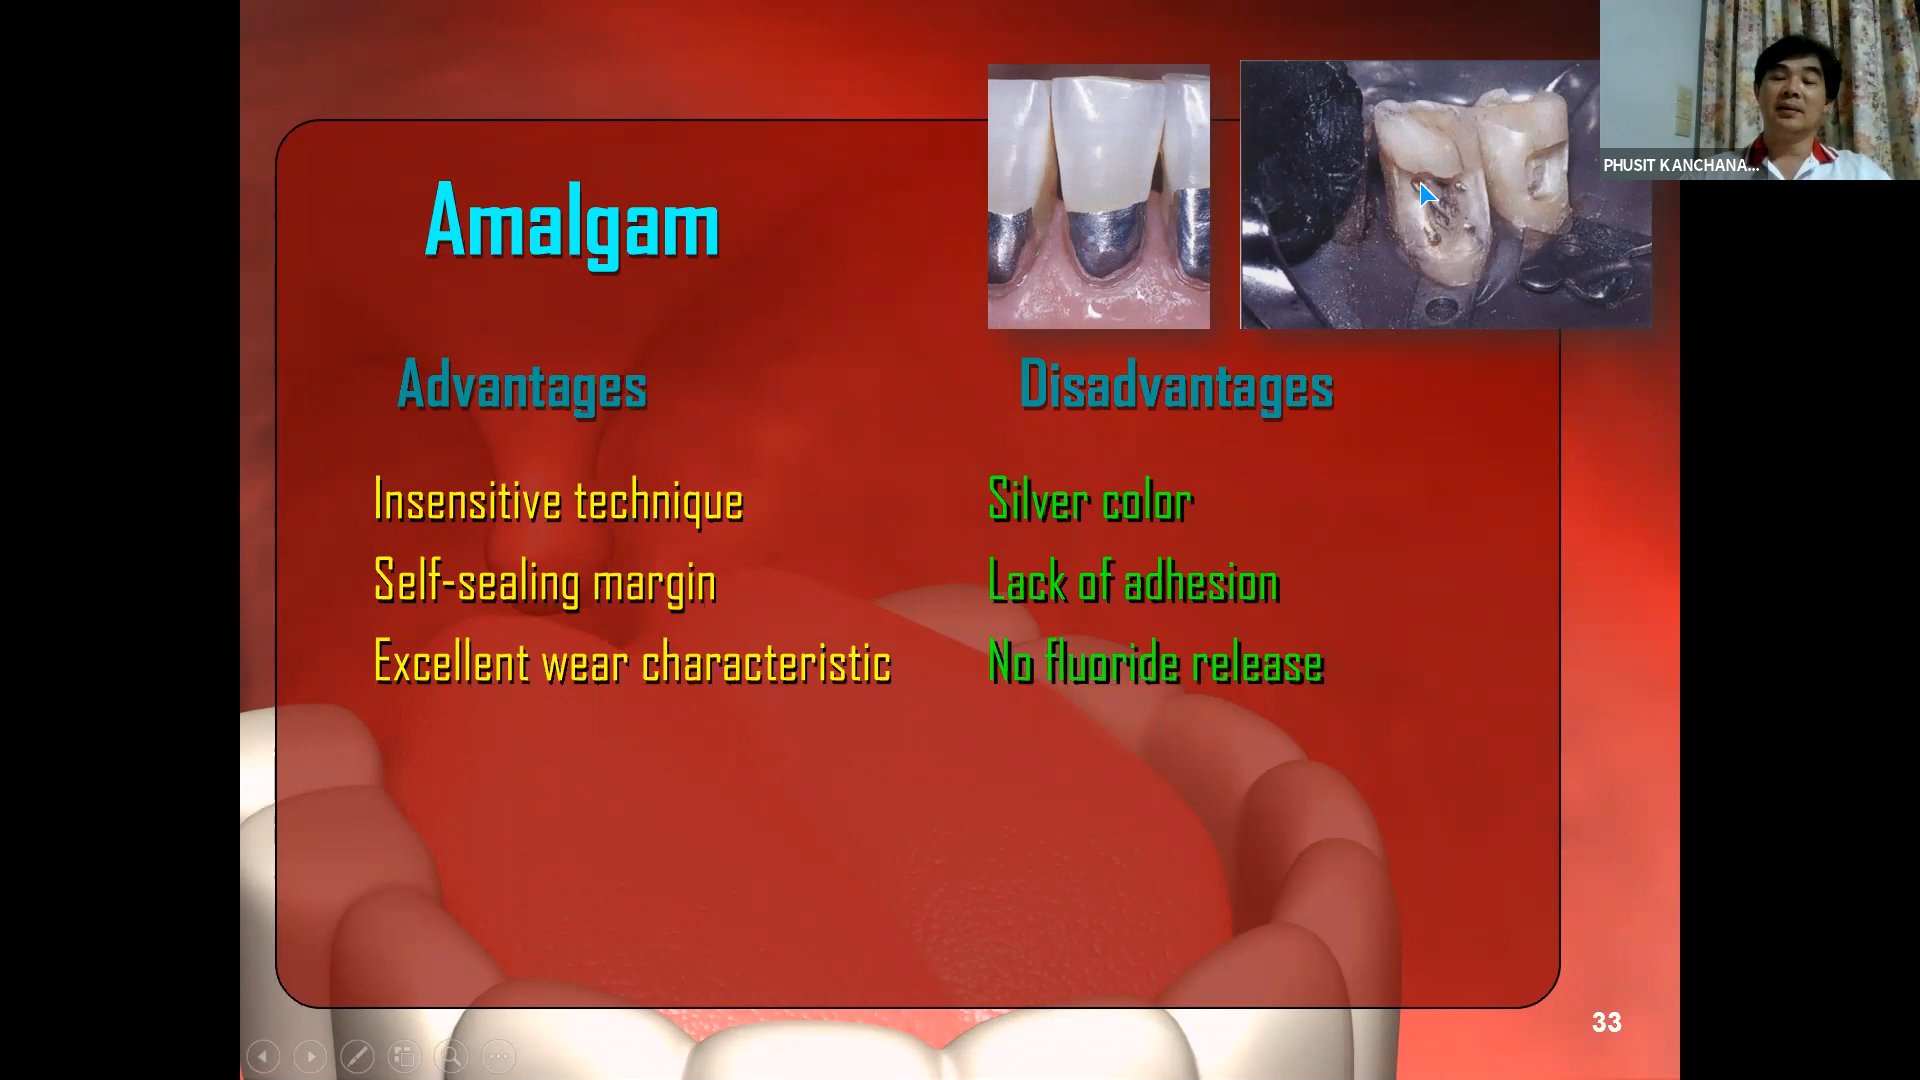 PHUSIT KANCHANA...
Amalgam
Advantages
Insensitive technique
Self-sealing margin
Excellent wear characteristic
Disadvantages
Silver color
Lack of adhesion
No fluoride release
33